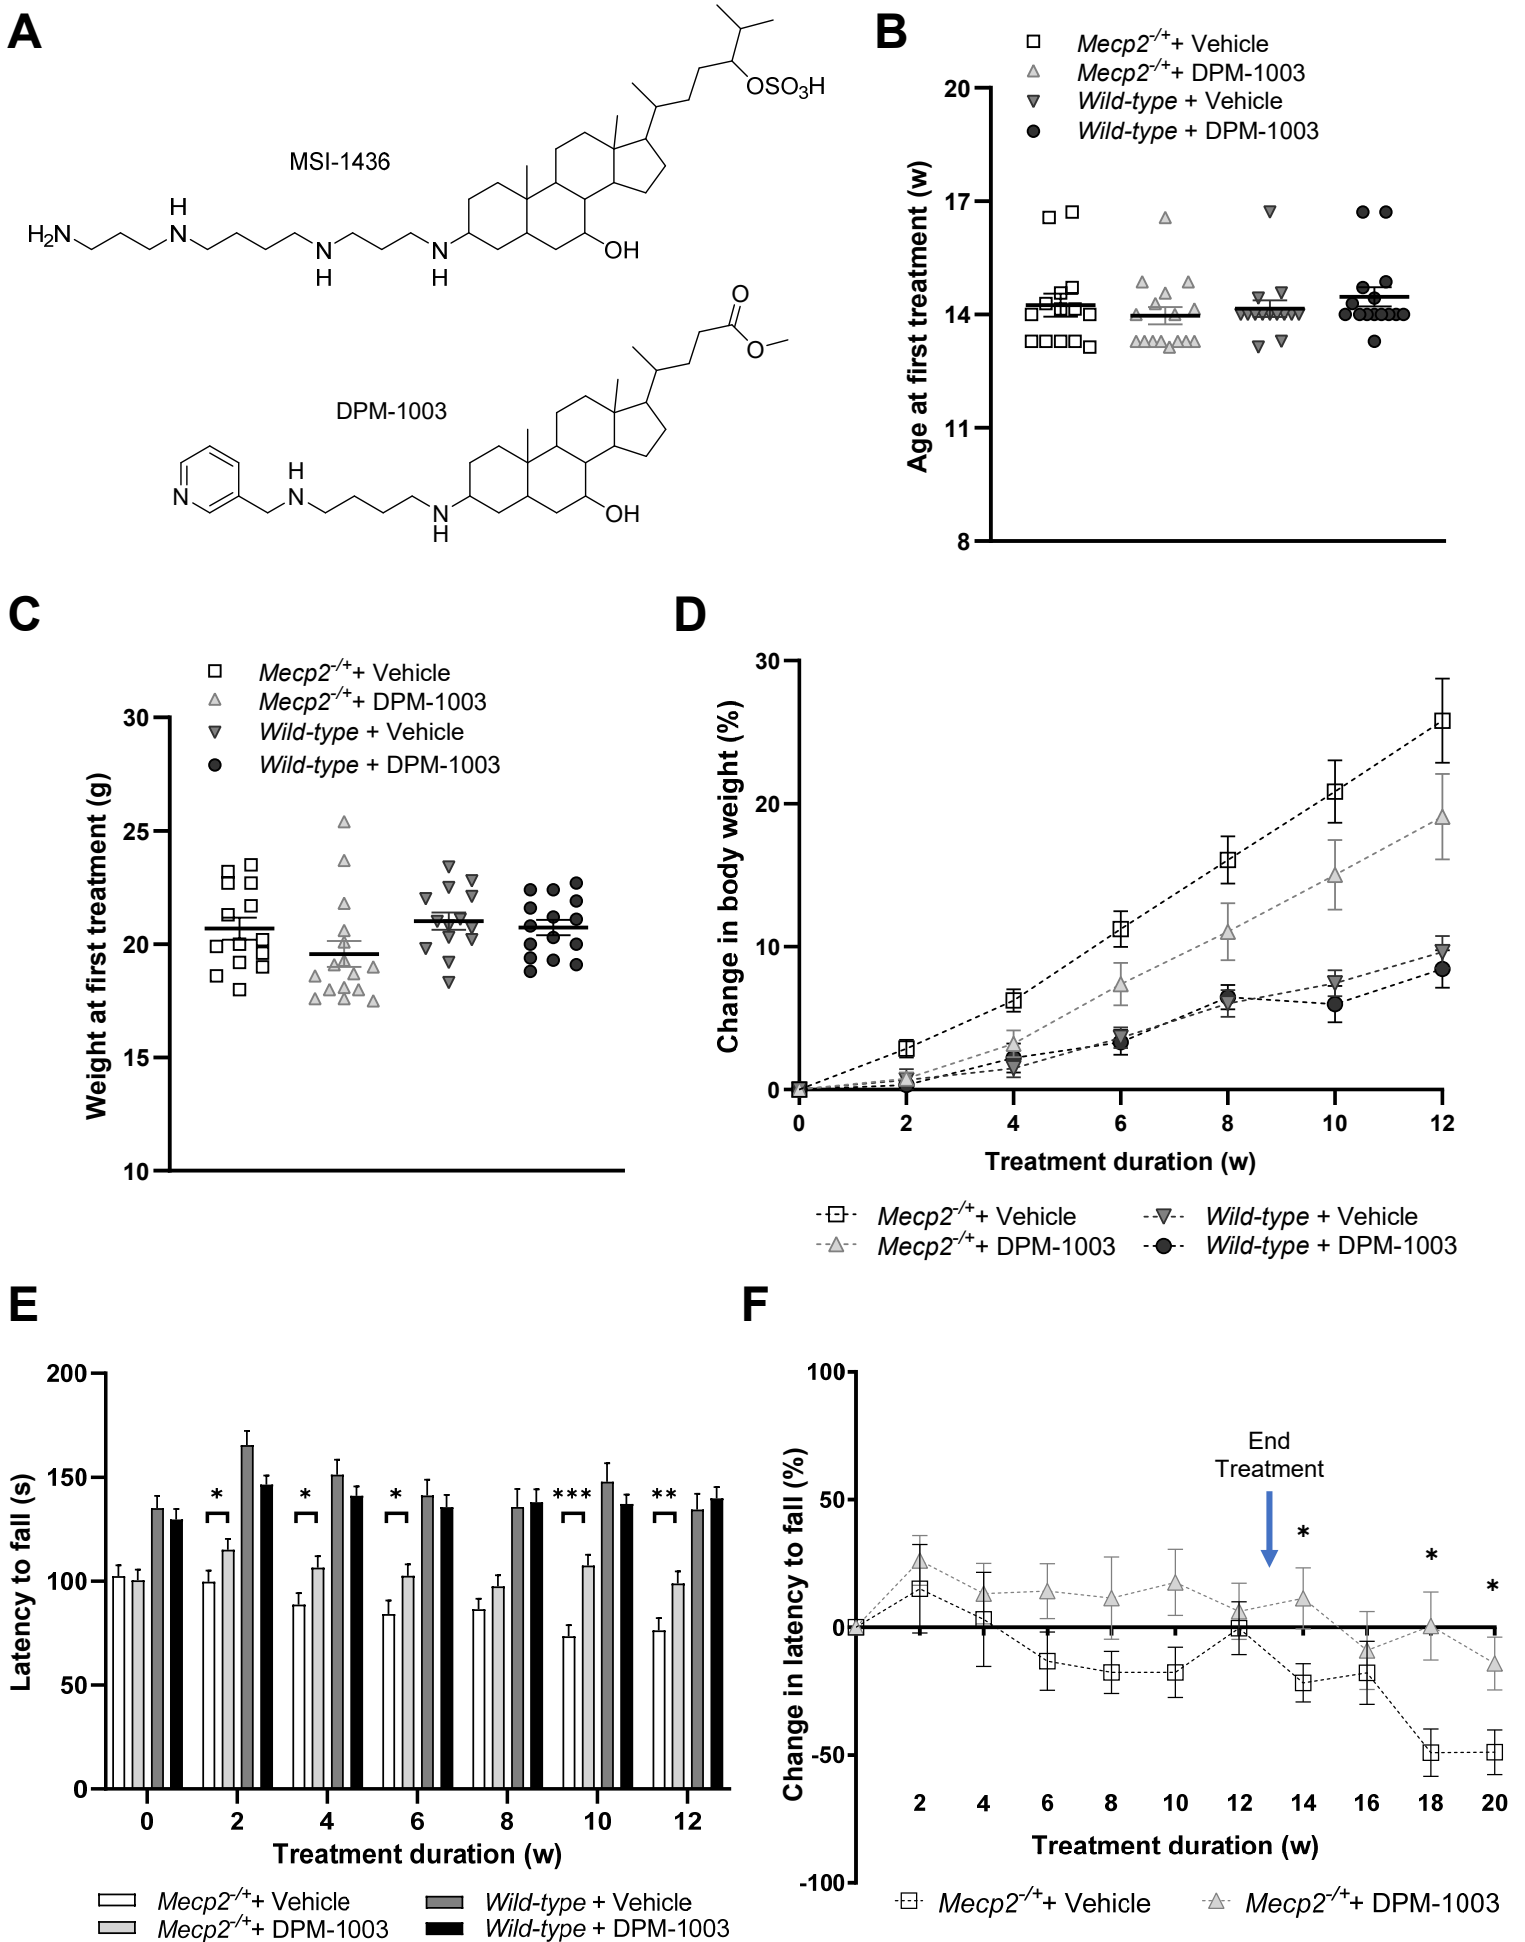 A
MSI-1436
OSO₃H
H₂N
H
N
N
H
N
H
OH
DPM-1003
O
O
N
H
N
N
H
OH
B
Mecp2-/+ + Vehicle
Mecp2-/+ + DPM-1003
Wild-type + Vehicle
Wild-type + DPM-1003
Age at first treatment (w)
20
17
14
11
8
C
Mecp2-/+ + Vehicle
Mecp2-/+ + DPM-1003
Wild-type + Vehicle
Wild-type + DPM-1003
Weight at first treatment (g)
30
25
20
15
10
D
Change in body weight (%)
30
20
10
0
0 2 4 6 8 10 12
Treatment duration (w)
Mecp2-/+ + Vehicle
Mecp2-/+ + DPM-1003
Wild-type + Vehicle
Wild-type + DPM-1003
E
Latency to fall (s)
200
150
100
50
0
* * * *** **
0 2 4 6 8 10 12
Treatment duration (w)
Mecp2-/+ + Vehicle
Mecp2-/+ + DPM-1003
Wild-type + Vehicle
Wild-type + DPM-1003
F
Change in latency to fall (%)
100
50
0
-50
-100
End
Treatment
* * *
2 4 6 8 10 12 14 16 18 20
Treatment duration (w)
Mecp2-/+ + Vehicle
Mecp2-/+ + DPM-1003